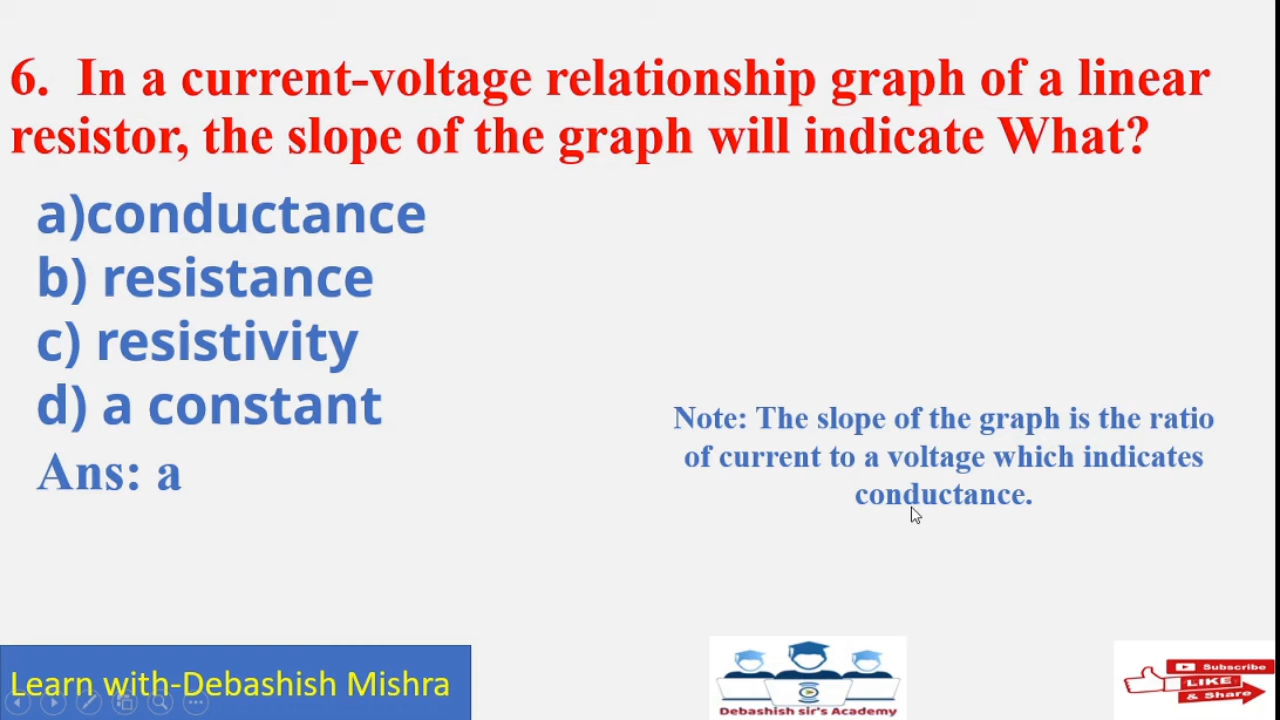 6. In a current-voltage relationship graph of a linear
resistor, the slope of the graph will indicate What?
a)conductance
b) resistance
c) resistivity
d) a constant
Ans: a
Note: The slope of the graph is the ratio
of current to a voltage which indicates
conductance.
Learn with-Debashish Mishra
Debashish sir's Academy
Subscribe
LIKE
& Share